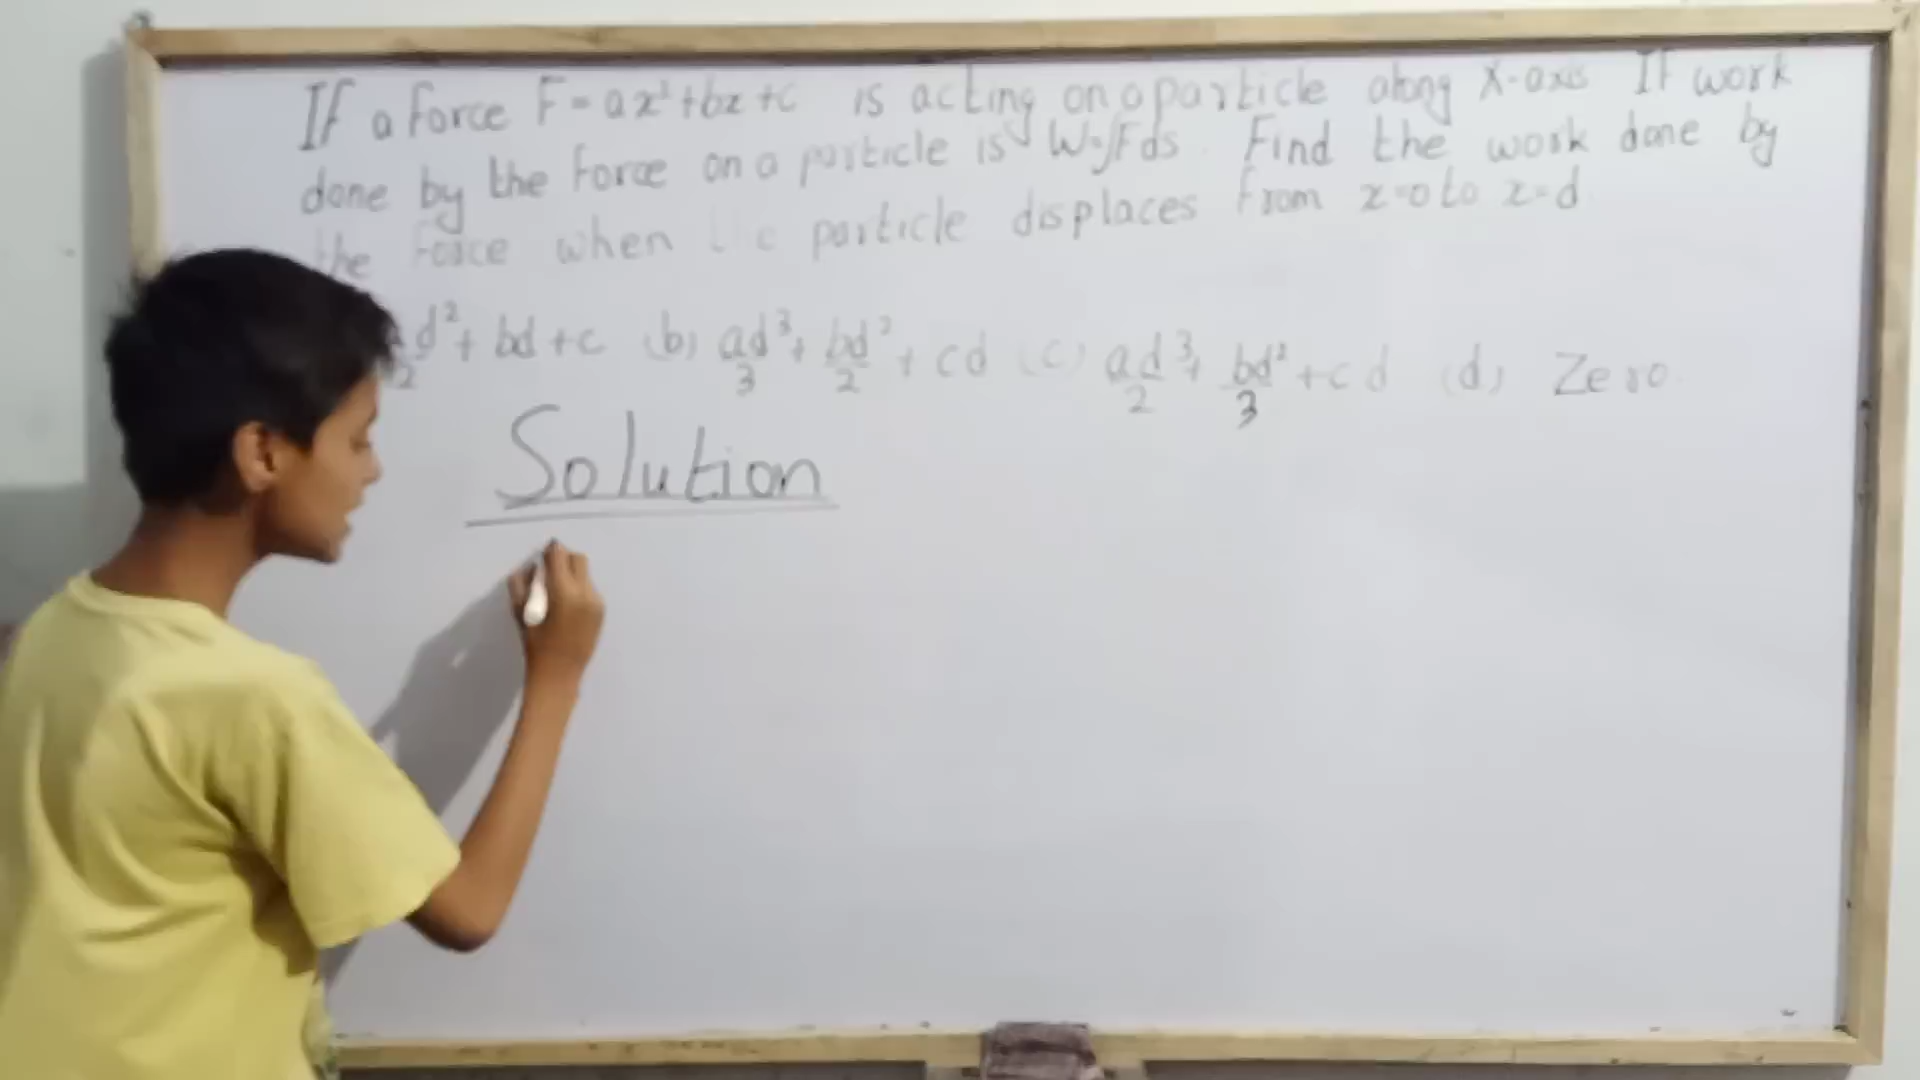 If a Force F = ax²+bx+c is acting on a particle along X-axis If work
done by the Force on a particle is W=∫Fds. Find the work done by
the Force when the particle displaces From x=0 to x=d
d²/2 + bd + c (b) ad³/3 + bd²/2 + cd (c) ad³/2 + bd²/3 + cd (d) Zero.
Solution